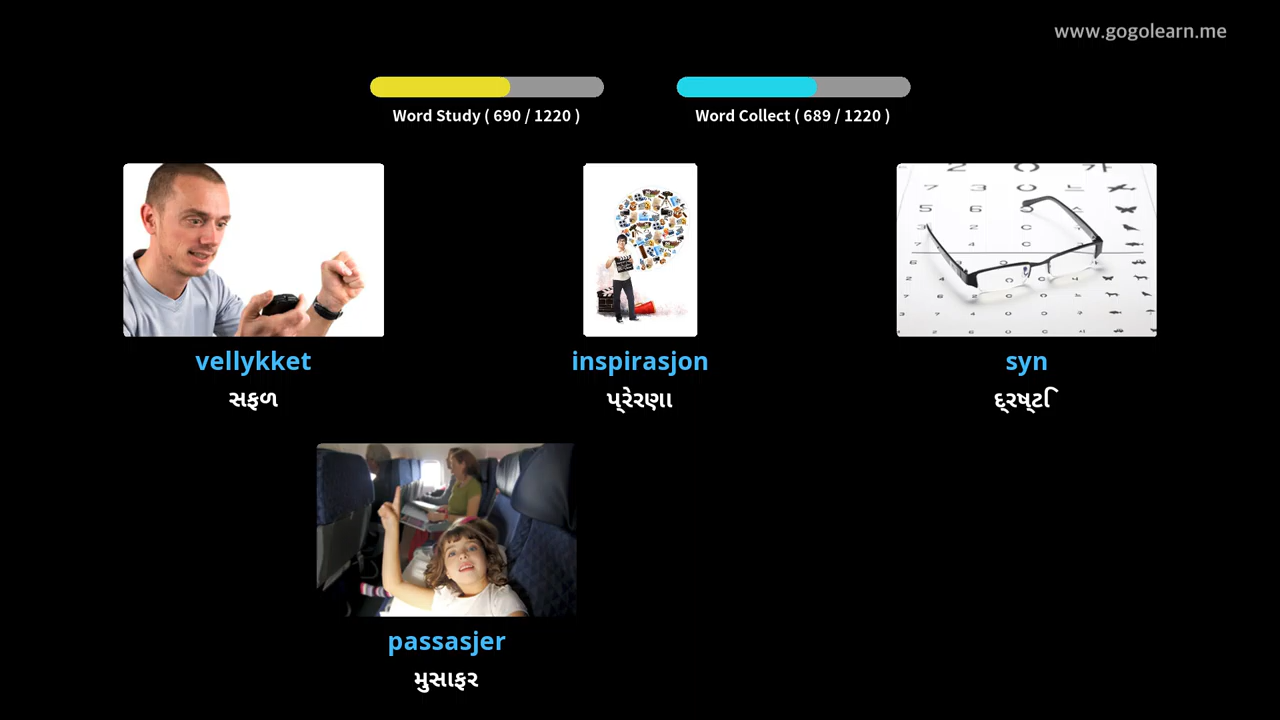 www.gogolearn.me
Word Study ( 690 / 1220 )
Word Collect ( 689 / 1220 )
vellykket
inspirasjon
syn
સફળ
પ્રેરણા
દ્રષ્ટિ
passasjer
મુસાફર